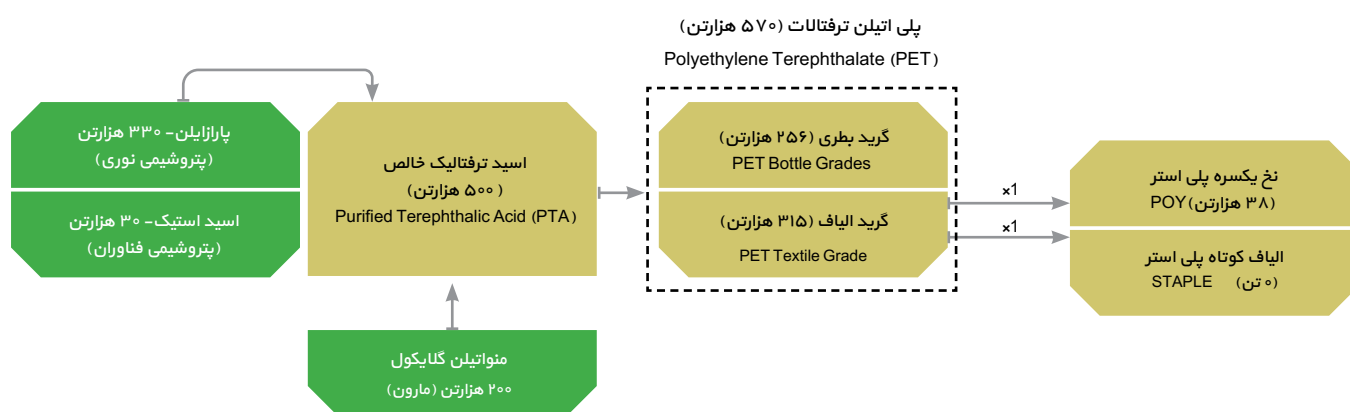 پلی اتیلن ترفتالات (۵۷۰ هزارتن)
Polyethylene Terephthalate (PET)
پارازایلن- ۳۳۰ هزارتن
(پتروشیمی نوری)
اسید استیک- ۳۰ هزارتن
(پتروشیمی فناوران)
اسید ترفتالیک خالص
(۵۰۰ هزارتن)
Purified Terephthalic Acid (PTA)
گرید بطری (۲۵۶ هزارتن)
PET Bottle Grades
گرید الیاف (۳۱۵ هزارتن)
PET Textile Grade
×1
×1
نخ یکسره پلی استر
(۳۸ هزارتن) POY
الیاف کوتاه پلی استر
(۰ تن) STAPLE
منواتیلن گلایکول
۲۰۰ هزارتن (مارون)